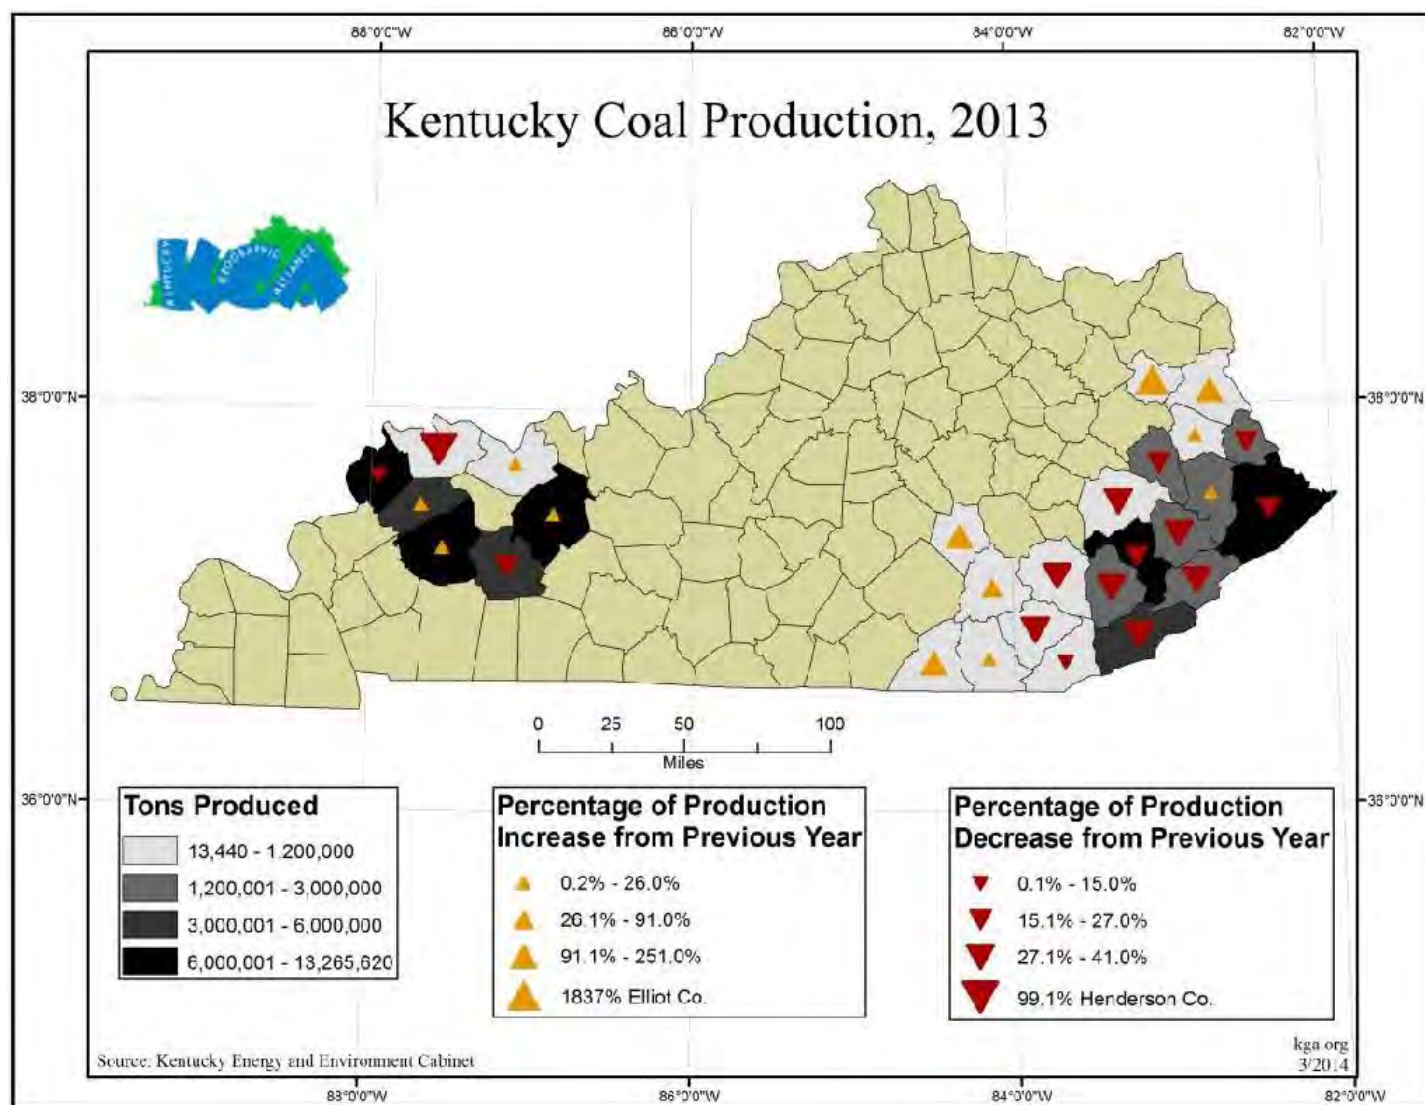 88°0'0"W 86°0'0"W 84°0'0"W 82°0'0"W
Kentucky Coal Production, 2013
KENTUCKY
GEOGRAPHIC
ALLIANCE
38°0'0"N 38°0'0"N
0 25 50 100
Miles
36°0'0"N 36°0'0"N
Tons Produced
13,440 - 1,200,000
1,200,001 - 3,000,000
3,000,001 - 6,000,000
6,000,001 - 13,265,620
Percentage of Production
Increase from Previous Year
0.2% - 26.0%
26.1% - 91.0%
91.1% - 251.0%
1837% Elliot Co.
Percentage of Production
Decrease from Previous Year
0.1% - 15.0%
15.1% - 27.0%
27.1% - 41.0%
99.1% Henderson Co.
Source: Kentucky Energy and Environment Cabinet
kga.org
3/2014
88°0'0"W 86°0'0"W 84°0'0"W 82°0'0"W